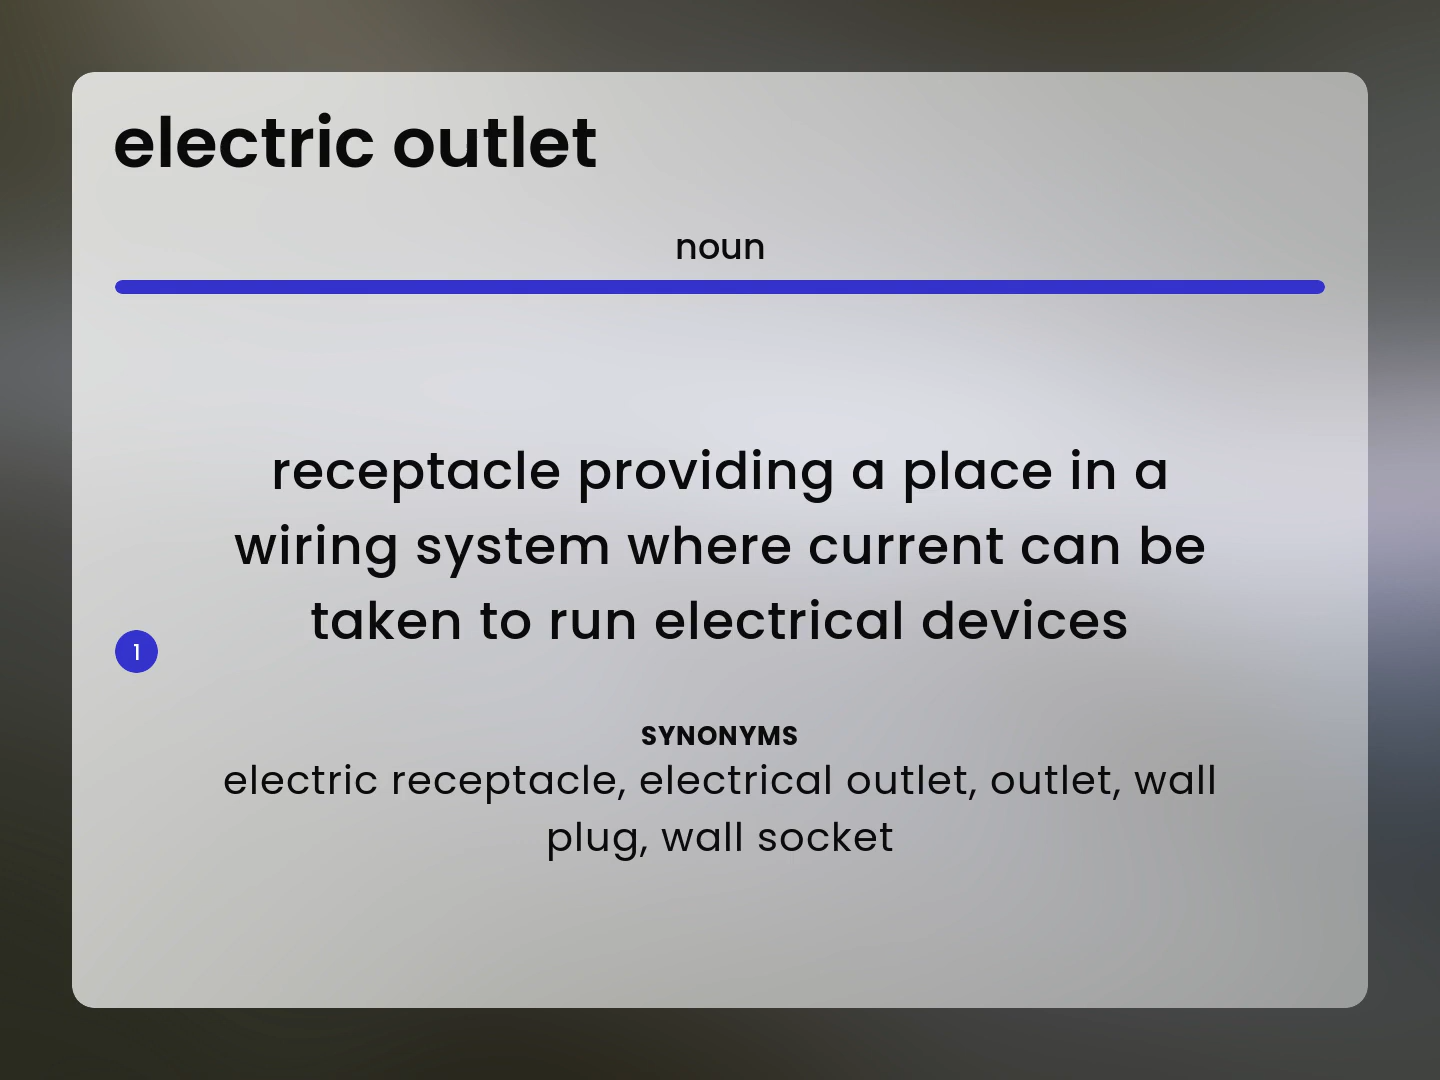 electric outlet
noun
receptacle providing a place in a
wiring system where current can be
taken to run electrical devices
1
SYNONYMS
electric receptacle, electrical outlet, outlet, wall
plug, wall socket